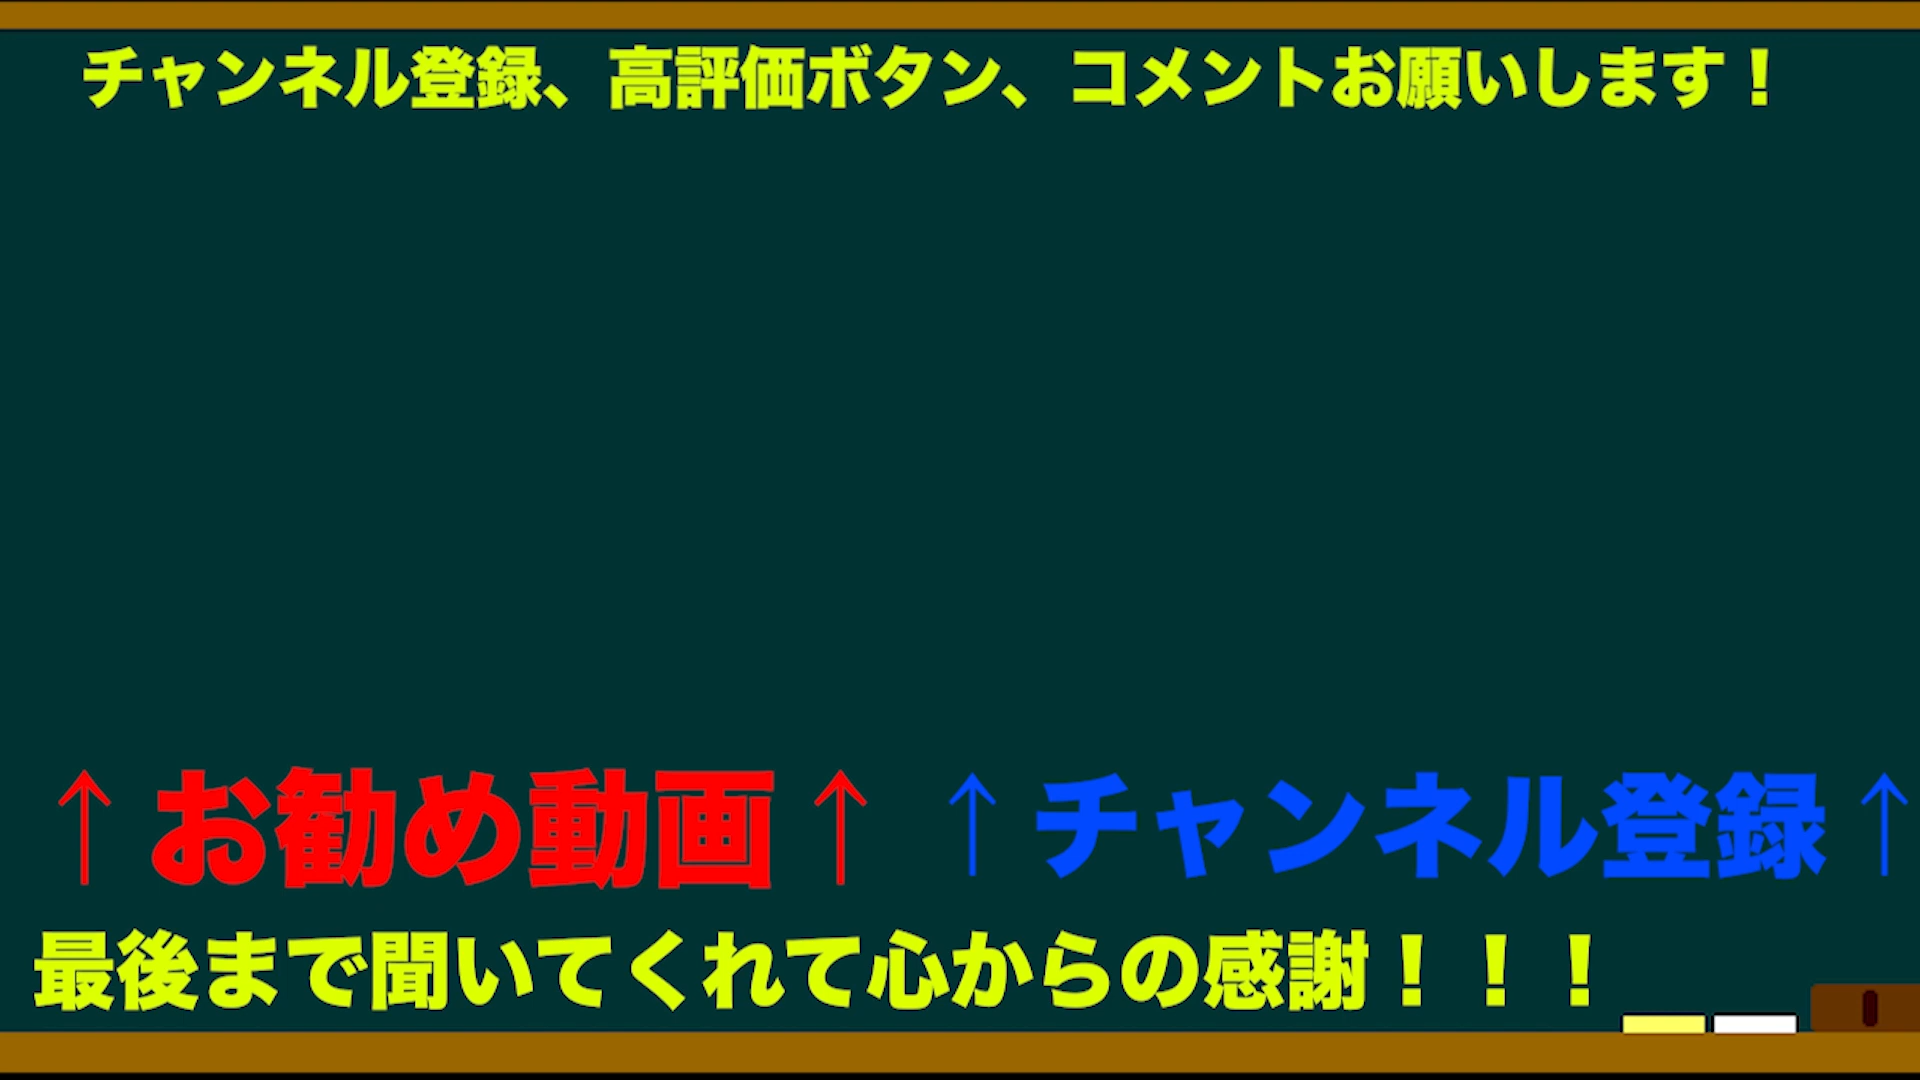 チャンネル登録、高評価ボタン、コメントお願いします！
↑お勧め動画↑ ↑チャンネル登録↑
最後まで聞いてくれて心からの感謝！！！